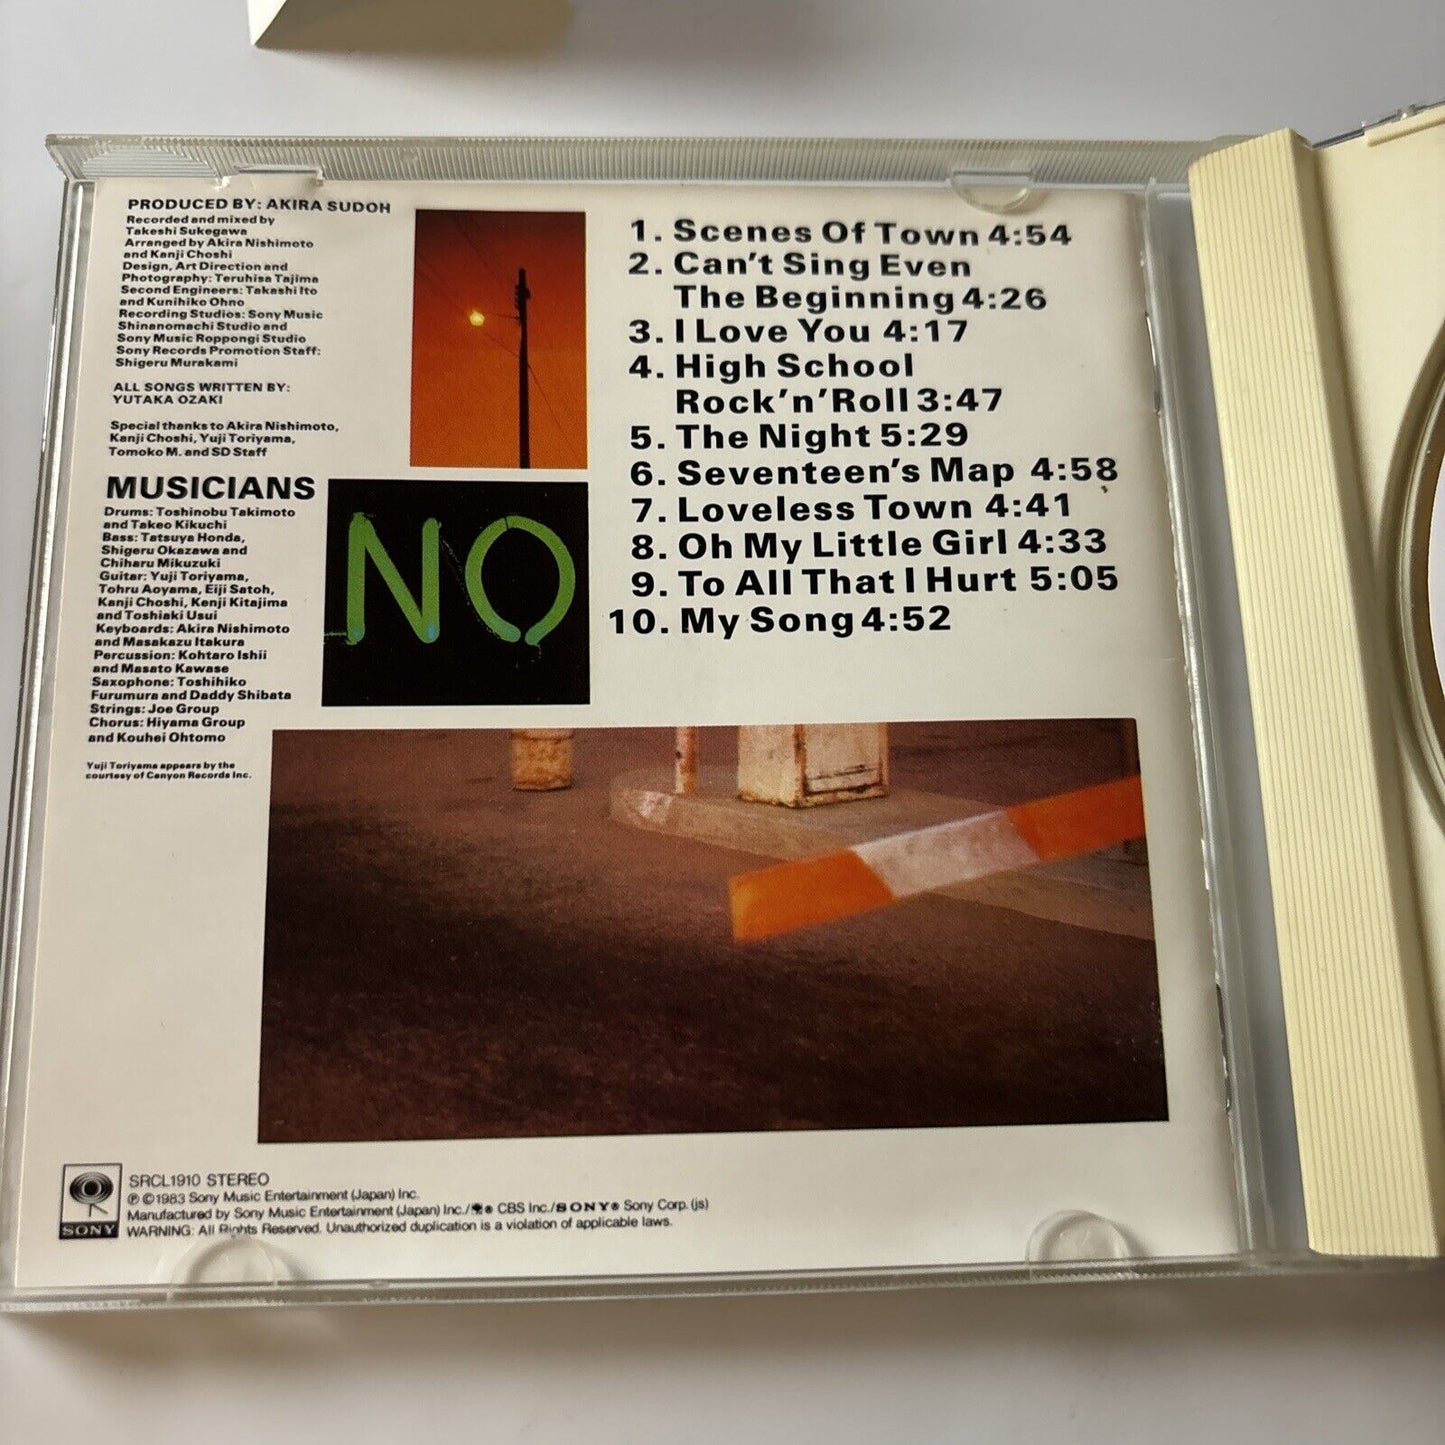 PRODUCED BY: AKIRA SUDOH
Recorded and mixed by
Takeshi Sukegawa
Arranged by Akira Nishimoto
and Kanji Choshi
Design, Art Direction and
Photography: Teruhisa Tajima
Second Engineers: Takashi Ito
and Kunihiko Ohno
Recording Studios: Sony Music
Shinanomachi Studio and
Sony Music Roppongi Studio
Sony Records Promotion Staff:
Shigeru Murakami
ALL SONGS WRITTEN BY:
YUTAKA OZAKI
Special thanks to Akira Nishimoto,
Kanji Choshi, Yuji Toriyama,
Tomoko M. and SD Staff
MUSICIANS
Drums: Toshinobu Takimoto
and Takeo Kikuchi
Bass: Tatsuya Honda,
Shigeru Okazawa and
Chiharu Mikuzuki
Guitar: Yuji Toriyama,
Tohru Aoyama, Eiji Satoh,
Kanji Choshi, Kenji Kitajima
and Toshiaki Usui
Keyboards: Akira Nishimoto
and Masakazu Itakura
Percussion: Kohtaro Ishii
and Masato Kawase
Saxophone: Toshihiko
Furumura and Daddy Shibata
Strings: Joe Group
Chorus: Hiyama Group
and Kouhei Ohtomo
Yuji Toriyama appears by the
courtesy of Canyon Records Inc.
NO
1. Scenes Of Town 4:54
2. Can't Sing Even
The Beginning 4:26
3. I Love You 4:17
4. High School
Rock'n'Roll 3:47
5. The Night 5:29
6. Seventeen's Map 4:58
7. Loveless Town 4:41
8. Oh My Little Girl 4:33
9. To All That I Hurt 5:05
10. My Song 4:52
SONY
SRCL1910 STEREO
℗©1983 Sony Music Entertainment (Japan) Inc.
Manufactured by Sony Music Entertainment (Japan) Inc./® CBS Inc./SONY® Sony Corp. (js)
WARNING: All Rights Reserved. Unauthorized duplication is a violation of applicable laws.